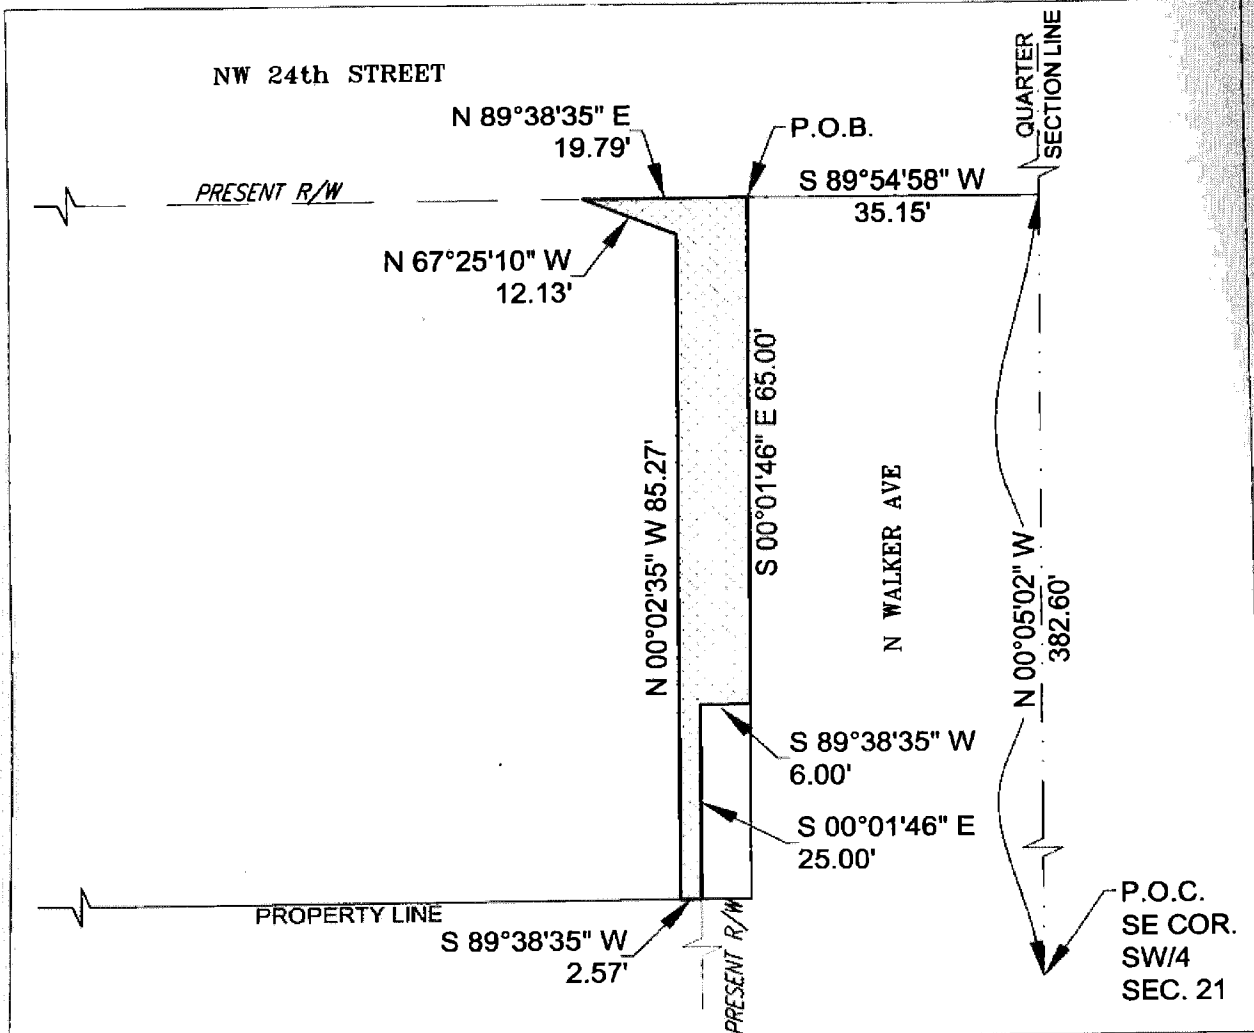 NW 24th STREET
QUARTER
SECTION LINE
N 89°38'35" E
19.79'
P.O.B.
PRESENT R/W
S 89°54'58" W
35.15'
N 67°25'10" W
12.13'
N 00°02'35" W 85.27'
S 00°01'46" E 65.00'
N WALKER AVE
N 00°05'02" W
382.60'
S 89°38'35" W
6.00'
S 00°01'46" E
25.00'
PROPERTY LINE
S 89°38'35" W
2.57'
PRESENT R/W
P.O.C.
SE COR.
SW/4
SEC. 21